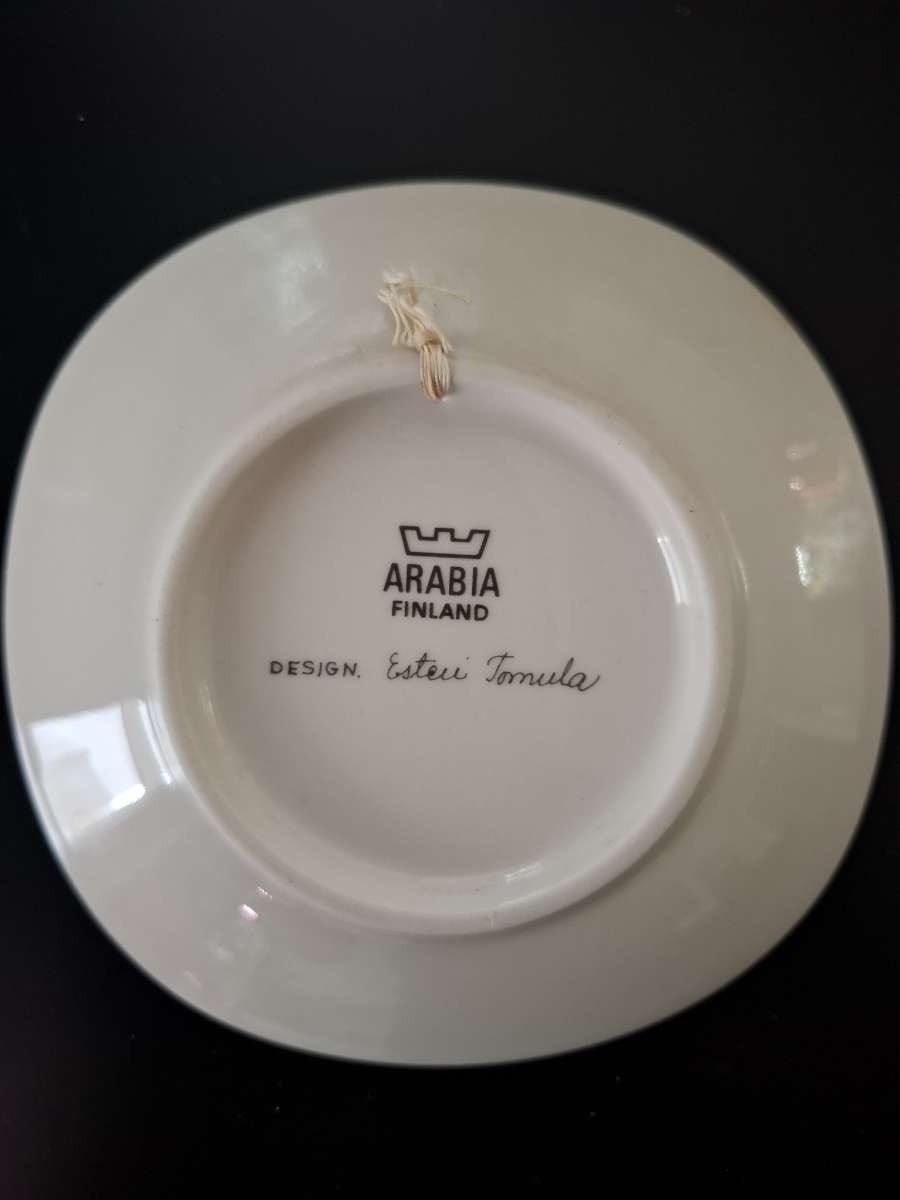 ARABIA
FINLAND
DESIGN. Esteri Tomula